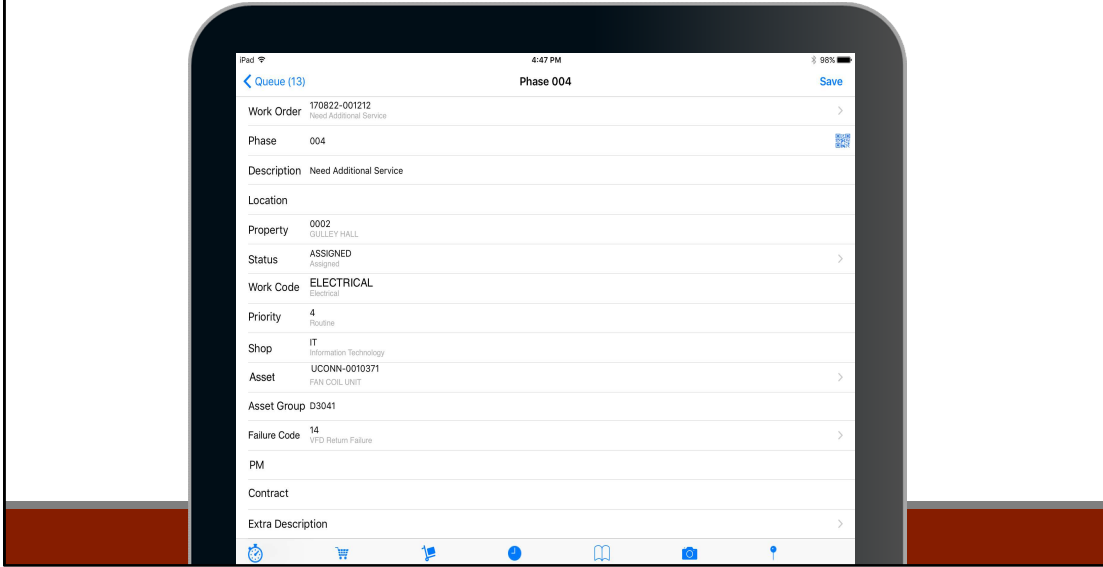 iPad 4:47 PM 98%
Queue (13) Phase 004 Save
Work Order 170822-001212
Need Additional Service
Phase 004
Description Need Additional Service
Location
Property 0002
GULLEY HALL
Status ASSIGNED
Assigned
Work Code ELECTRICAL
Electrical
Priority 4
Routine
Shop IT
Information Technology
Asset UCONN-0010371
FAN COIL UNIT
Asset Group D3041
Failure Code 14
VFD Return Failure
PM
Contract
Extra Description